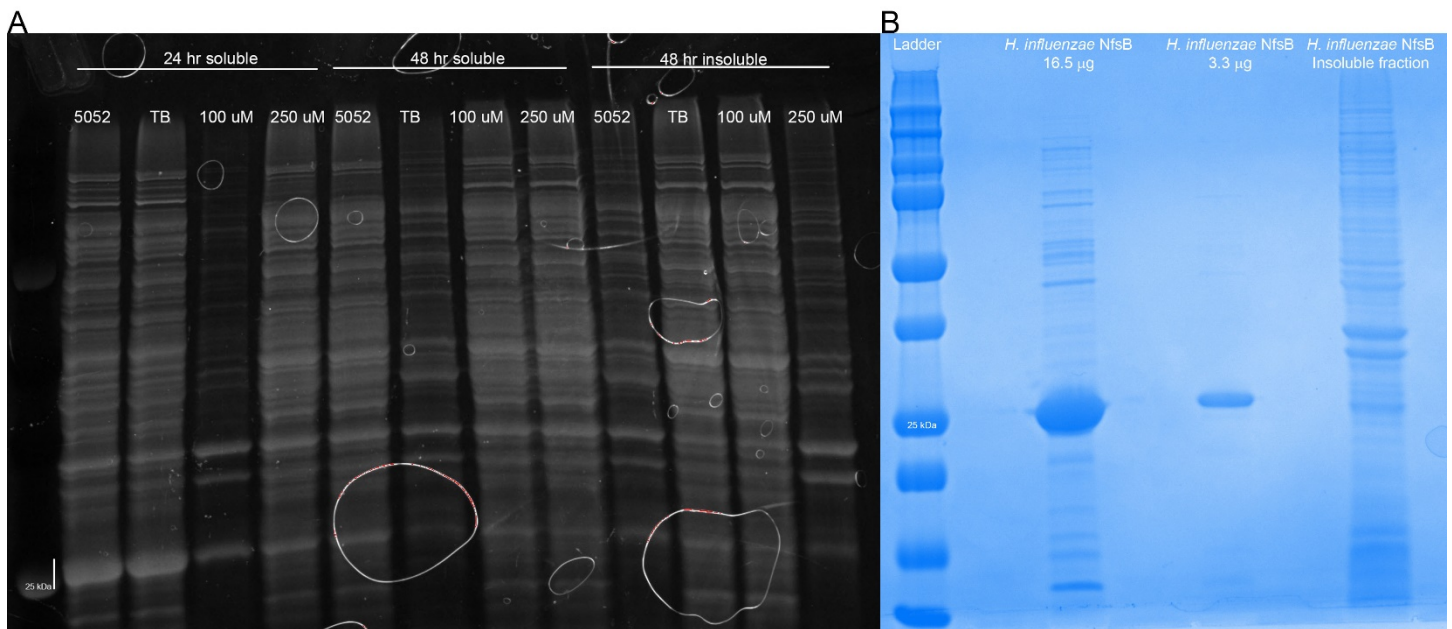 A
24 hr soluble
48 hr soluble
48 hr insoluble
5052 TB 100 uM 250 uM 5052 TB 100 uM 250 uM 5052 TB 100 uM 250 uM
25 kDa
B
Ladder
H. influenzae NfsB
16.5 µg
H. influenzae NfsB
3.3 µg
H. influenzae NfsB
Insoluble fraction
25 kDa